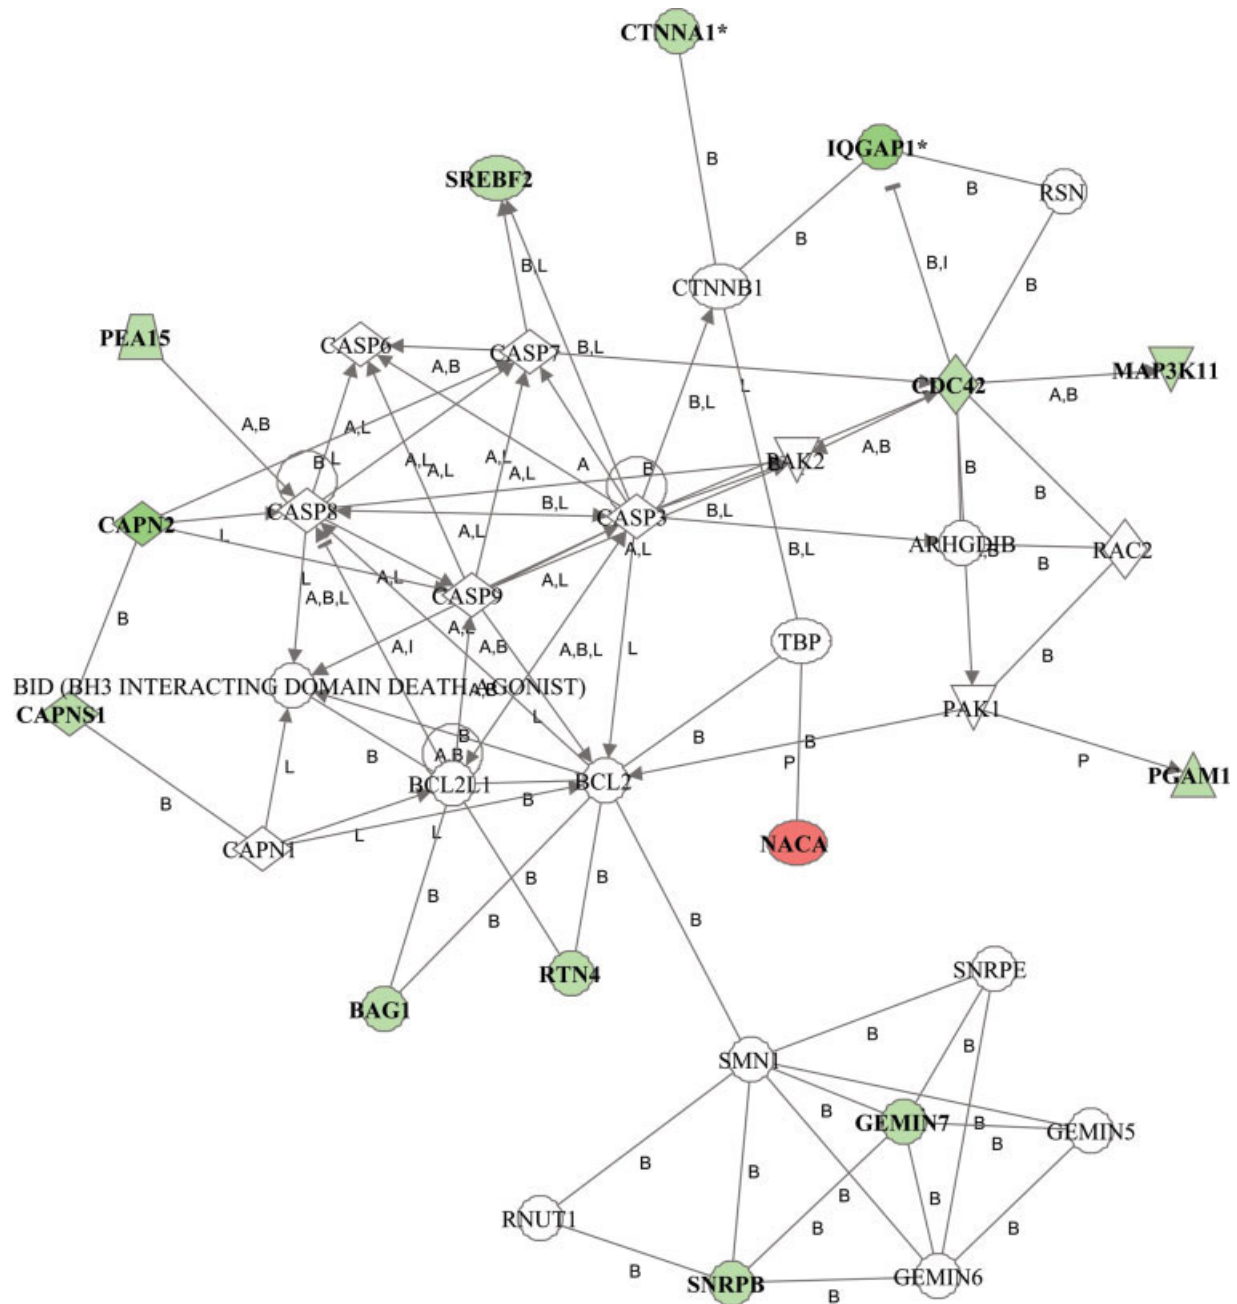 CTNNA1*
B
IQGAP1*
B
RSN
SREBF2
B
B,L
B,I
B
CTNNB1
PEA15
CASP6
CASP7
B,L
A,B
L
CDC42
MAP3K11
A,B
B,L
A,B
A,L
A,B
B
L
A,L
A,L
A,L
A,L
A
B
B
PAK2
B
CAPN2
CASP8
B,L
CASP3
B,L
B
L
A,L
A,L
ARHGDIB
B
B
RAC2
B,L
L
A,L
A,L
CASP9
A,B,L
B
A,L
A,I
A,B
A,B,L
L
TBP
B
BID (BH3 INTERACTING DOMAIN DEATH AGONIST)
A,B
CAPNS1
L
PAK1
B
B
B
B
A,B
P
P
L
BCL2L1
BCL2
PGAM1
B
B
L
L
CAPN1
NACA
B
B
B
B
B
RTN4
SNRPE
BAG1
B
B
SMN1
B
GEMIN7
B
B
GEMIN5
B
B
B
B
B
RNUT1
B
B
B
SNRPB
GEMIN6
B